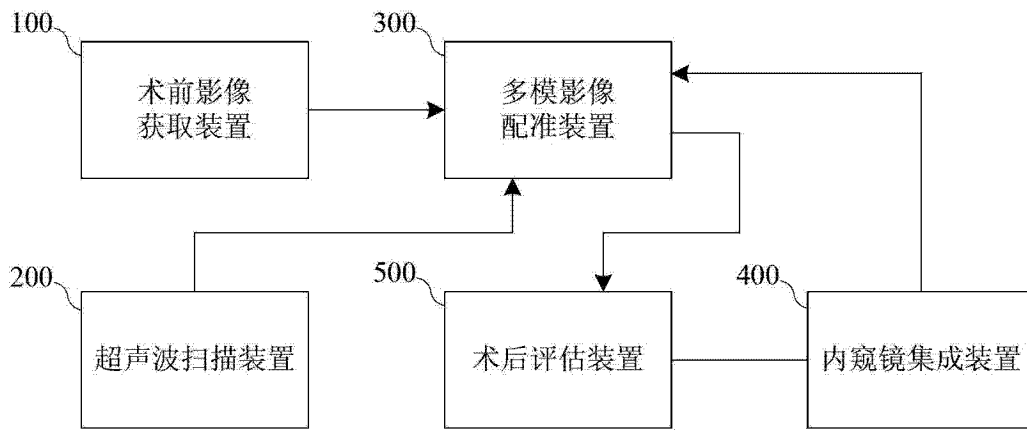 100
术前影像
获取装置
300
多模影像
配准装置
200
超声波扫描装置
500
术后评估装置
400
内窥镜集成装置